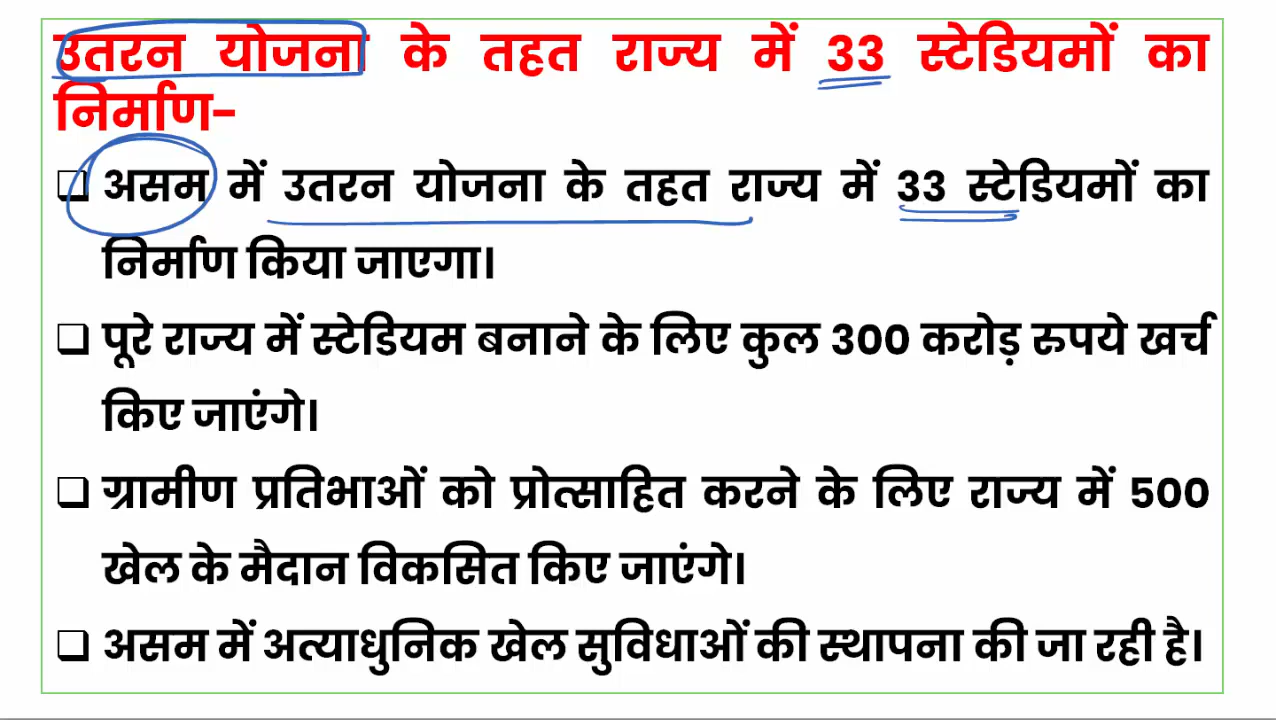 उतरन योजना के तहत राज्य में 33 स्टेडियमों का
निर्माण-
❑ असम में उतरन योजना के तहत राज्य में 33 स्टेडियमों का
निर्माण किया जाएगा।
❑ पूरे राज्य में स्टेडियम बनाने के लिए कुल 300 करोड़ रुपये खर्च
किए जाएंगे।
❑ ग्रामीण प्रतिभाओं को प्रोत्साहित करने के लिए राज्य में 500
खेल के मैदान विकसित किए जाएंगे।
❑ असम में अत्याधुनिक खेल सुविधाओं की स्थापना की जा रही है।